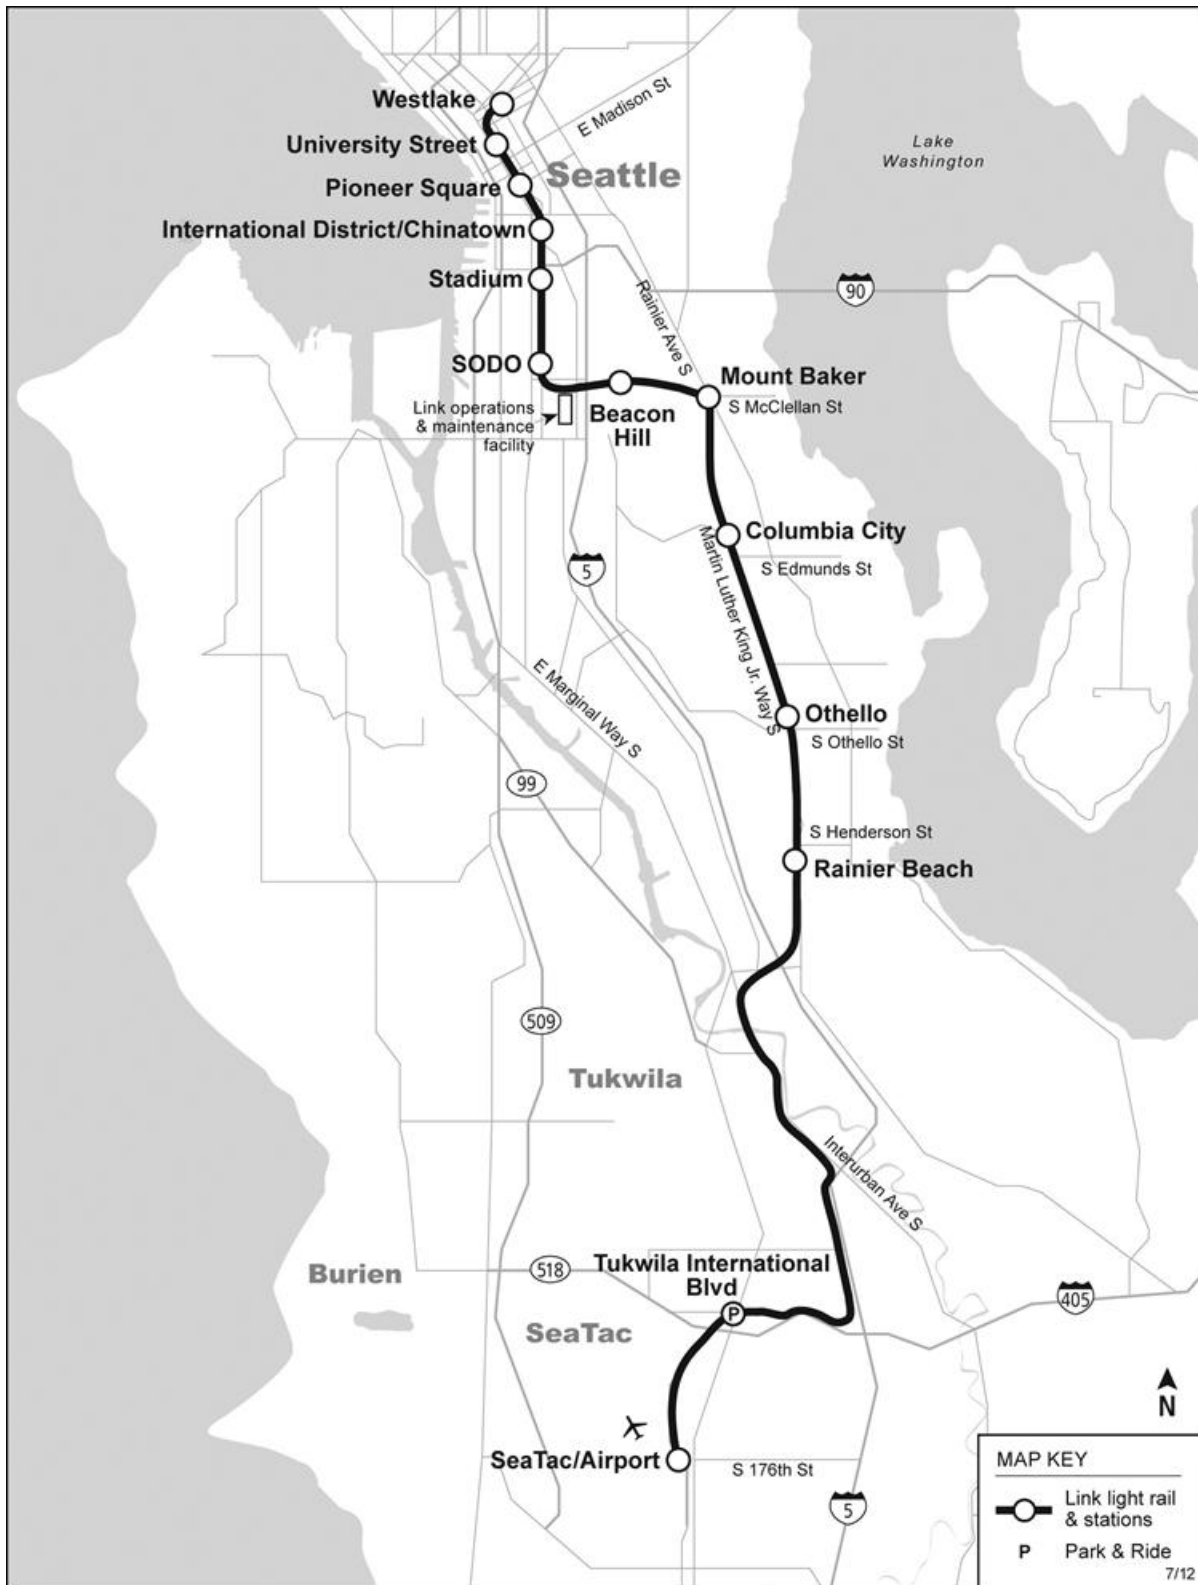 Westlake
E Madison St
University Street
Lake
Washington
Seattle
Pioneer Square
International District/Chinatown
Stadium
90
Rainier Ave S
SODO
Mount Baker
S McClellan St
Link operations
& maintenance
facility
Beacon
Hill
Columbia City
S Edmunds St
5
Martin Luther King Jr. Way S
E Marginal Way S
Othello
S Othello St
99
S Henderson St
Rainier Beach
509
Tukwila
Interurban Ave S
Tukwila International
Blvd
518
Burien
405
P
SeaTac
N
SeaTac/Airport
S 176th St
5
MAP KEY
Link light rail
& stations
P Park & Ride
7/12